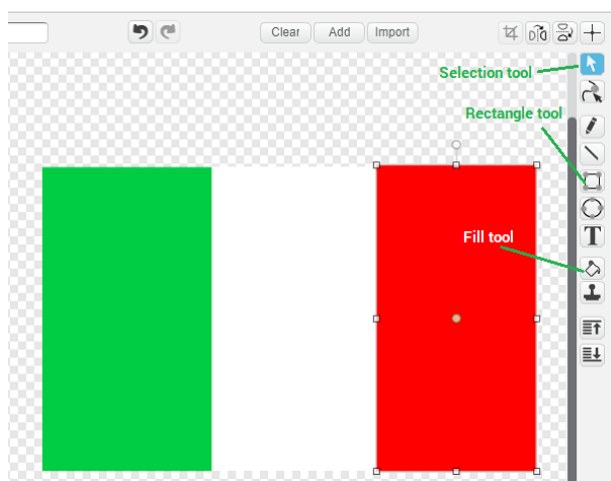 Clear Add Import
Selection tool
Rectangle tool
T
Fill tool